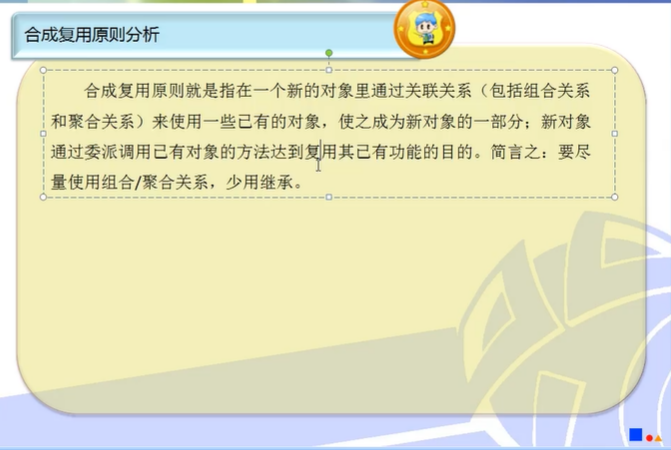 合成复用原则分析
合成复用原则就是指在一个新的对象里通过关联关系（包括组合关系
和聚合关系）来使用一些已有的对象，使之成为新对象的一部分；新对象
通过委派调用已有对象的方法达到复用其已有功能的目的。简言之：要尽
量使用组合/聚合关系，少用继承。